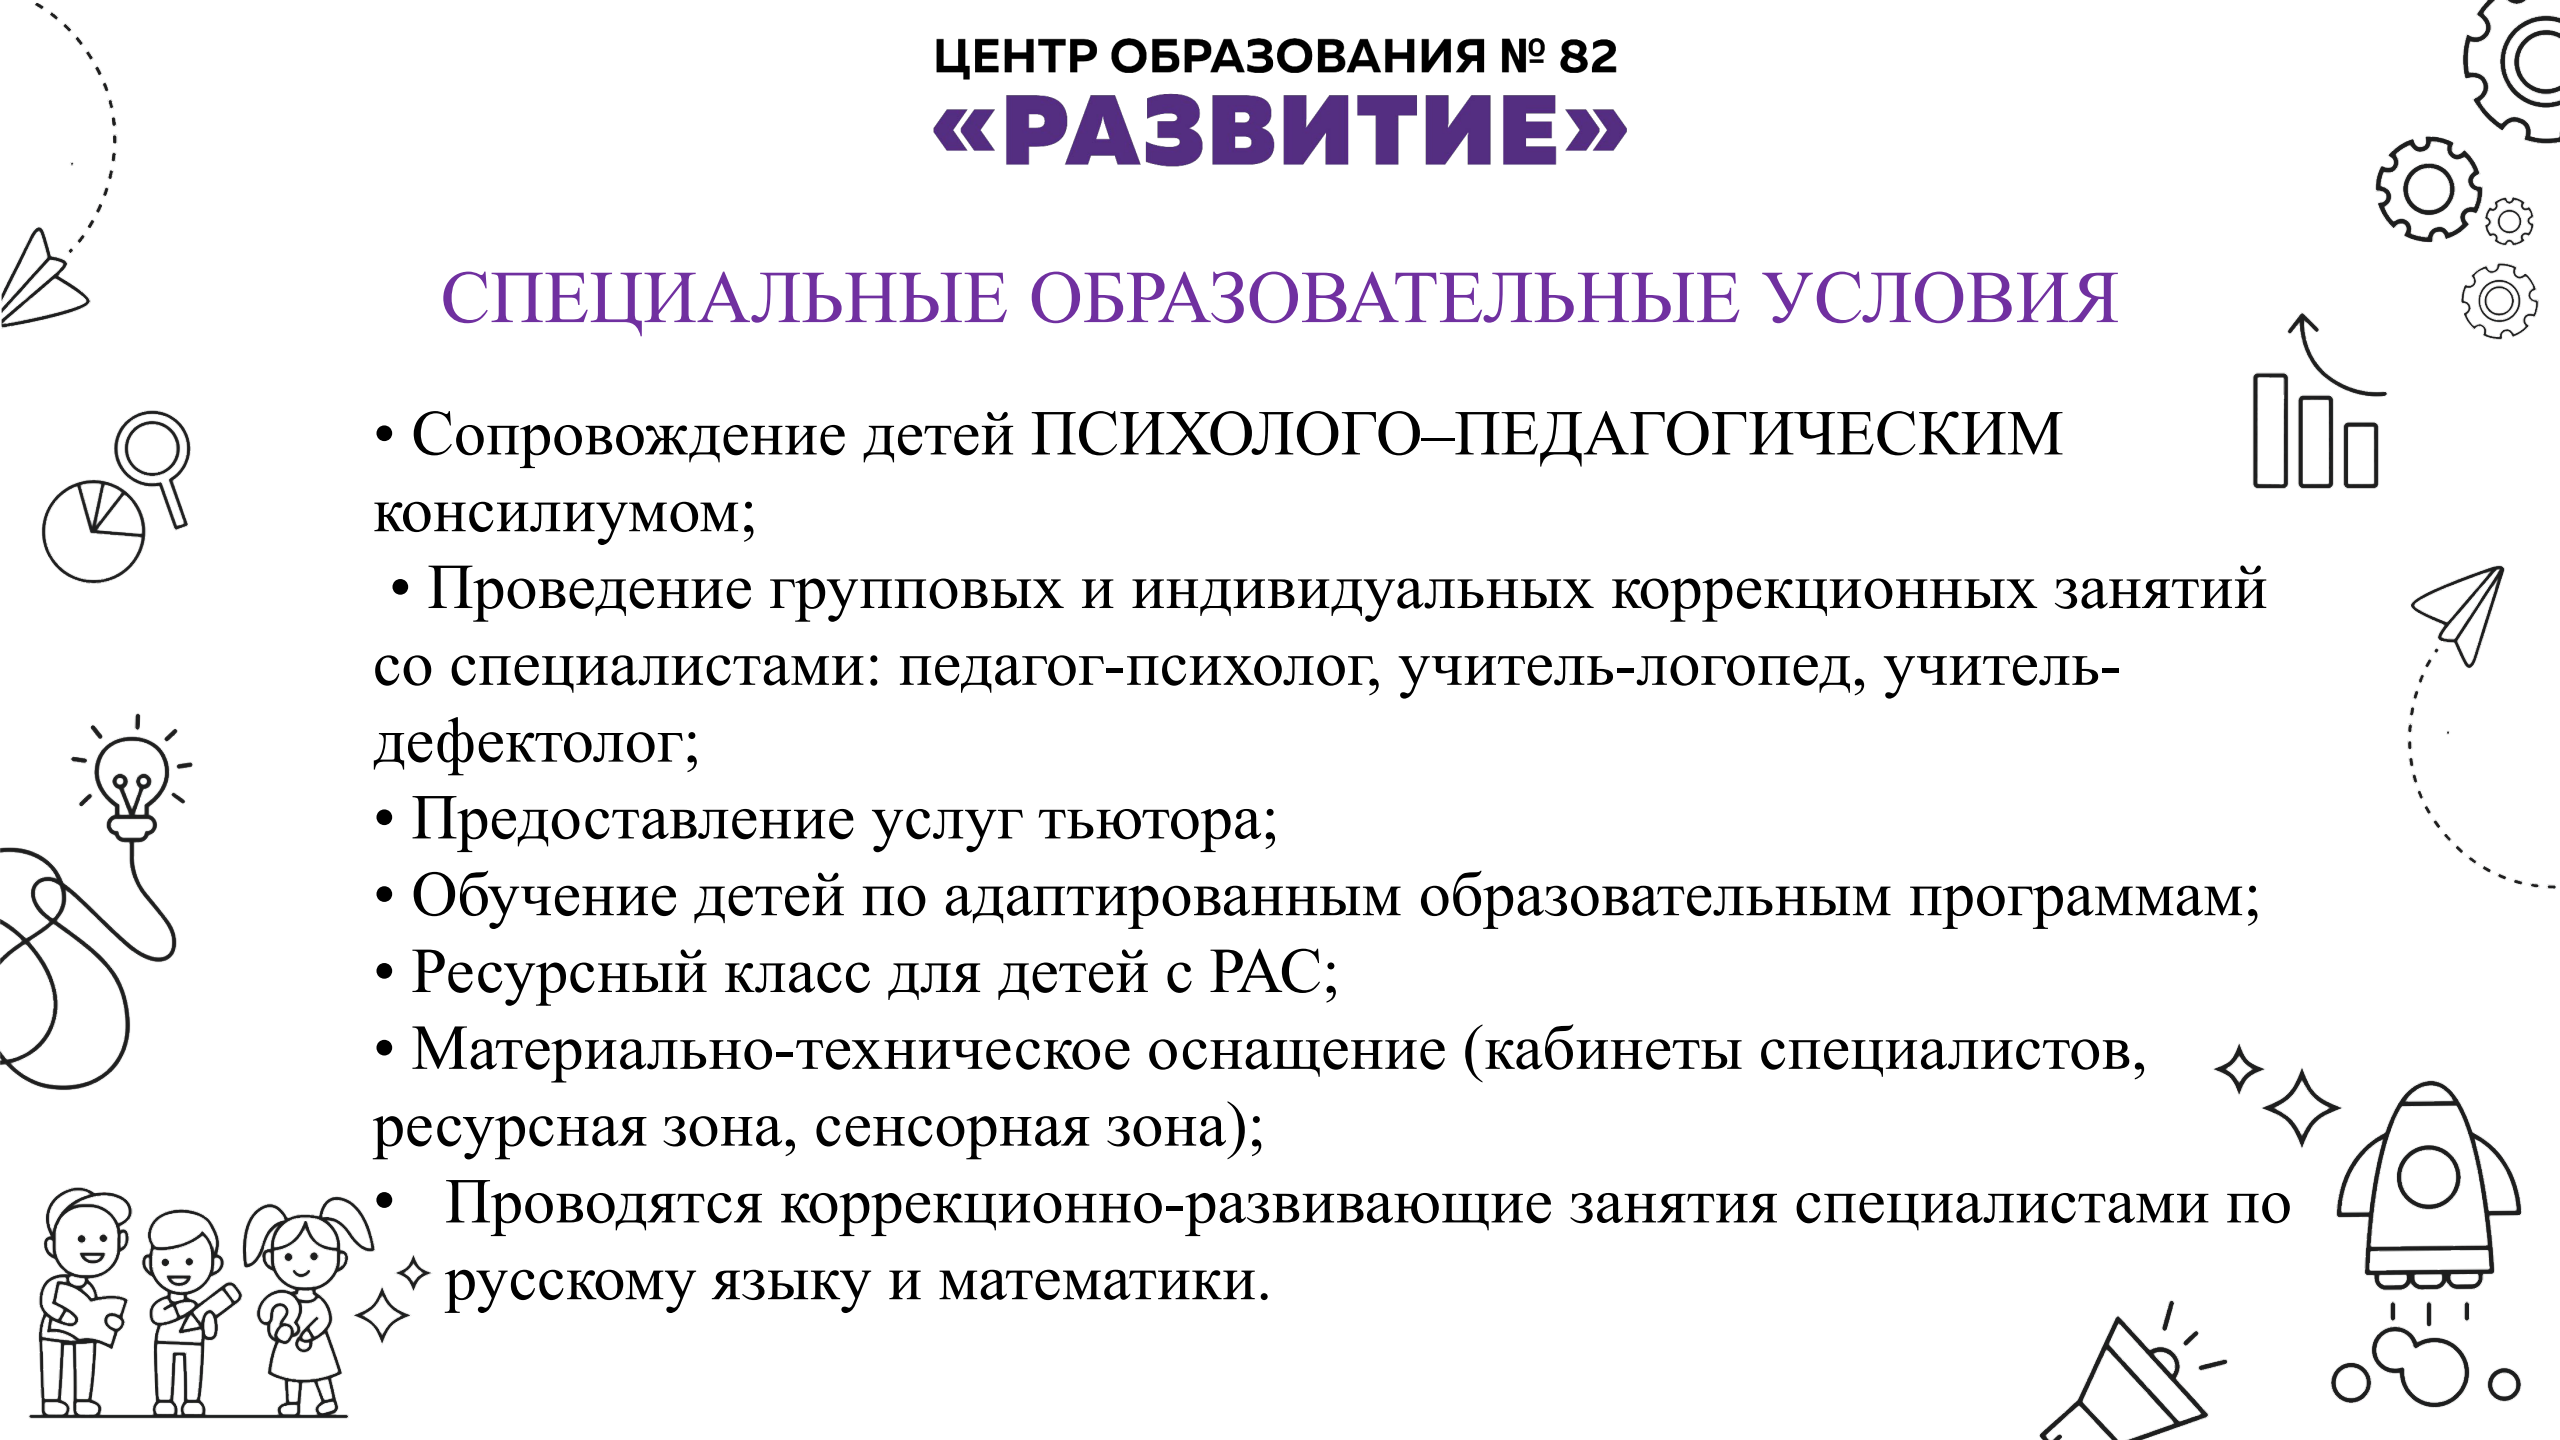 ЦЕНТР ОБРАЗОВАНИЯ № 82
«РАЗВИТИЕ»
СПЕЦИАЛЬНЫЕ ОБРАЗОВАТЕЛЬНЫЕ УСЛОВИЯ
• Сопровождение детей ПСИХОЛОГО–ПЕДАГОГИЧЕСКИМ
консилиумом;
• Проведение групповых и индивидуальных коррекционных занятий
со специалистами: педагог-психолог, учитель-логопед, учитель-
дефектолог;
• Предоставление услуг тьютора;
• Обучение детей по адаптированным образовательным программам;
• Ресурсный класс для детей с РАС;
• Материально-техническое оснащение (кабинеты специалистов,
ресурсная зона, сенсорная зона);
• Проводятся коррекционно-развивающие занятия специалистами по
русскому языку и математики.